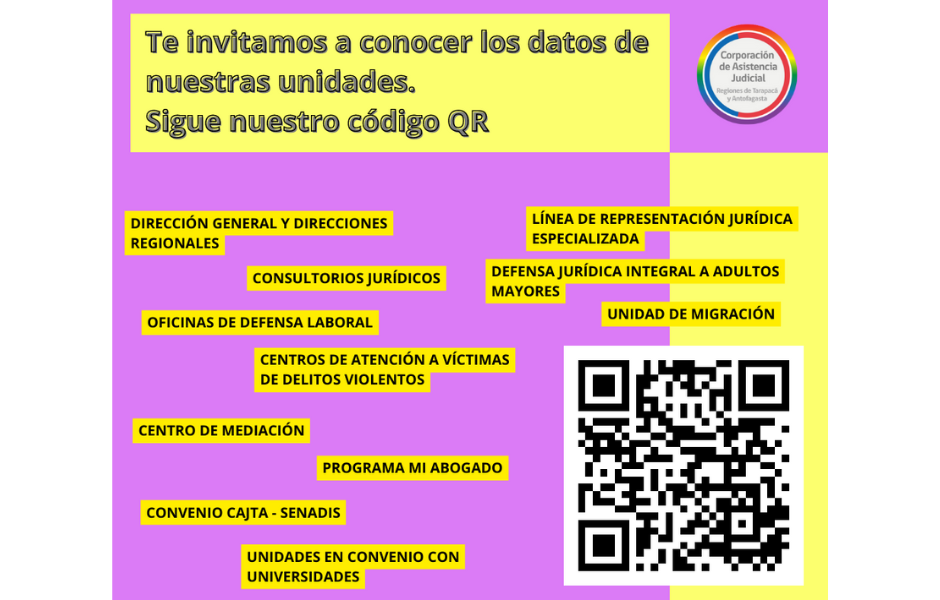 Te invitamos a conocer los datos de
nuestras unidades.
Sigue nuestro código QR
Corporación
de Asistencia
Judicial
Regiones de Tarapacá
y Antofagasta
DIRECCIÓN GENERAL Y DIRECCIONES
REGIONALES
CONSULTORIOS JURÍDICOS
OFICINAS DE DEFENSA LABORAL
CENTROS DE ATENCIÓN A VÍCTIMAS
DE DELITOS VIOLENTOS
CENTRO DE MEDIACIÓN
PROGRAMA MI ABOGADO
CONVENIO CAJTA - SENADIS
UNIDADES EN CONVENIO CON
UNIVERSIDADES
LÍNEA DE REPRESENTACIÓN JURÍDICA
ESPECIALIZADA
DEFENSA JURÍDICA INTEGRAL A ADULTOS
MAYORES
UNIDAD DE MIGRACIÓN